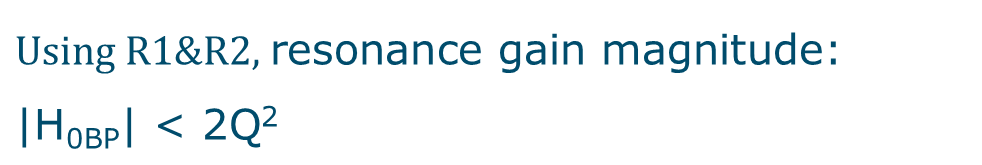 Using R1&R2, resonance gain magnitude:
|H₀BP| < 2Q²